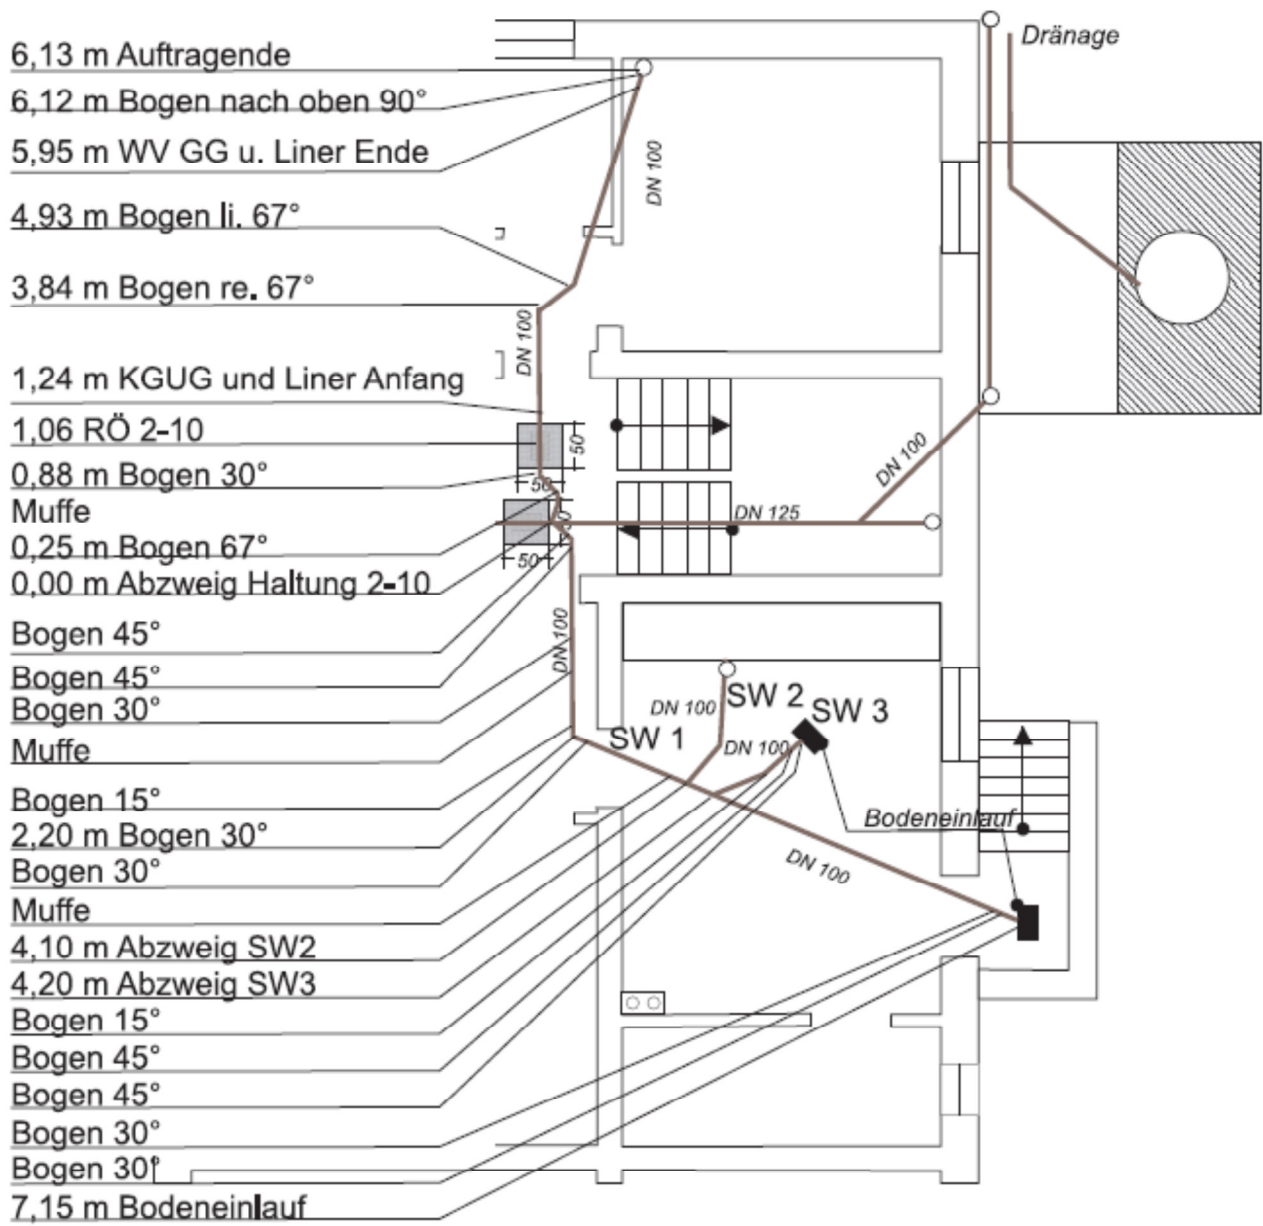 6,13 m Auftragende
6,12 m Bogen nach oben 90°
5,95 m WV GG u. Liner Ende
4,93 m Bogen li. 67°
3,84 m Bogen re. 67°
1,24 m KGUG und Liner Anfang
1,06 RÖ 2-10
0,88 m Bogen 30°
Muffe
0,25 m Bogen 67°
0,00 m Abzweig Haltung 2-10
Bogen 45°
Bogen 45°
Bogen 30°
Muffe
Bogen 15°
2,20 m Bogen 30°
Bogen 30°
Muffe
4,10 m Abzweig SW2
4,20 m Abzweig SW3
Bogen 15°
Bogen 45°
Bogen 45°
Bogen 30°
Bogen 30°
7,15 m Bodeneinlauf
Dränage
DN 100
DN 100
50
50
50
50
DN 100
DN 125
DN 100
SW 2
DN 100
SW 3
SW 1
DN 100
Bodeneinlauf
DN 100